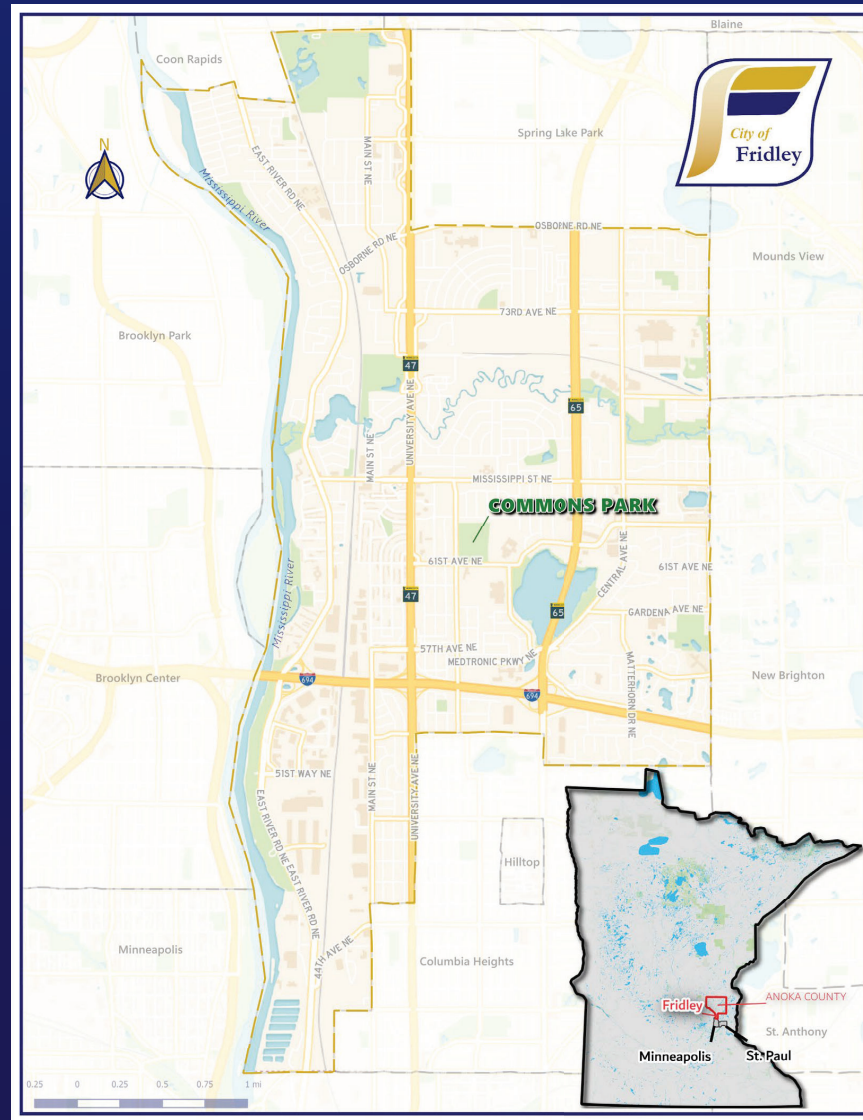 Blaine
Coon Rapids
City of
Fridley
Spring Lake Park
N
MAIN ST NE
EAST RIVER RD NE
Mississippi River
OSBORNE RD NE
OSBORNE RD NE
Mounds View
73RD AVE NE
Brooklyn Park
47
65
UNIVERSITY AVE NE
MAIN ST NE
MISSISSIPPI ST NE
COMMONS PARK
61ST AVE NE
61ST AVE NE
CENTRAL AVE NE
47
65
GARDENA AVE NE
Mississippi River
57TH AVE NE
MEDTRONIC PKWY NE
MATTERHORN DR NE
Brooklyn Center
694
694
New Brighton
51ST WAY NE
MAIN ST NE
UNIVERSITY AVE NE
EAST RIVER RD NE
EAST RIVER RD NE
Hilltop
44TH AVE NE
Minneapolis
Columbia Heights
ANOKA COUNTY
Fridley
St. Anthony
Minneapolis
St. Paul
0.25 0 0.25 0.5 0.75 1 mi